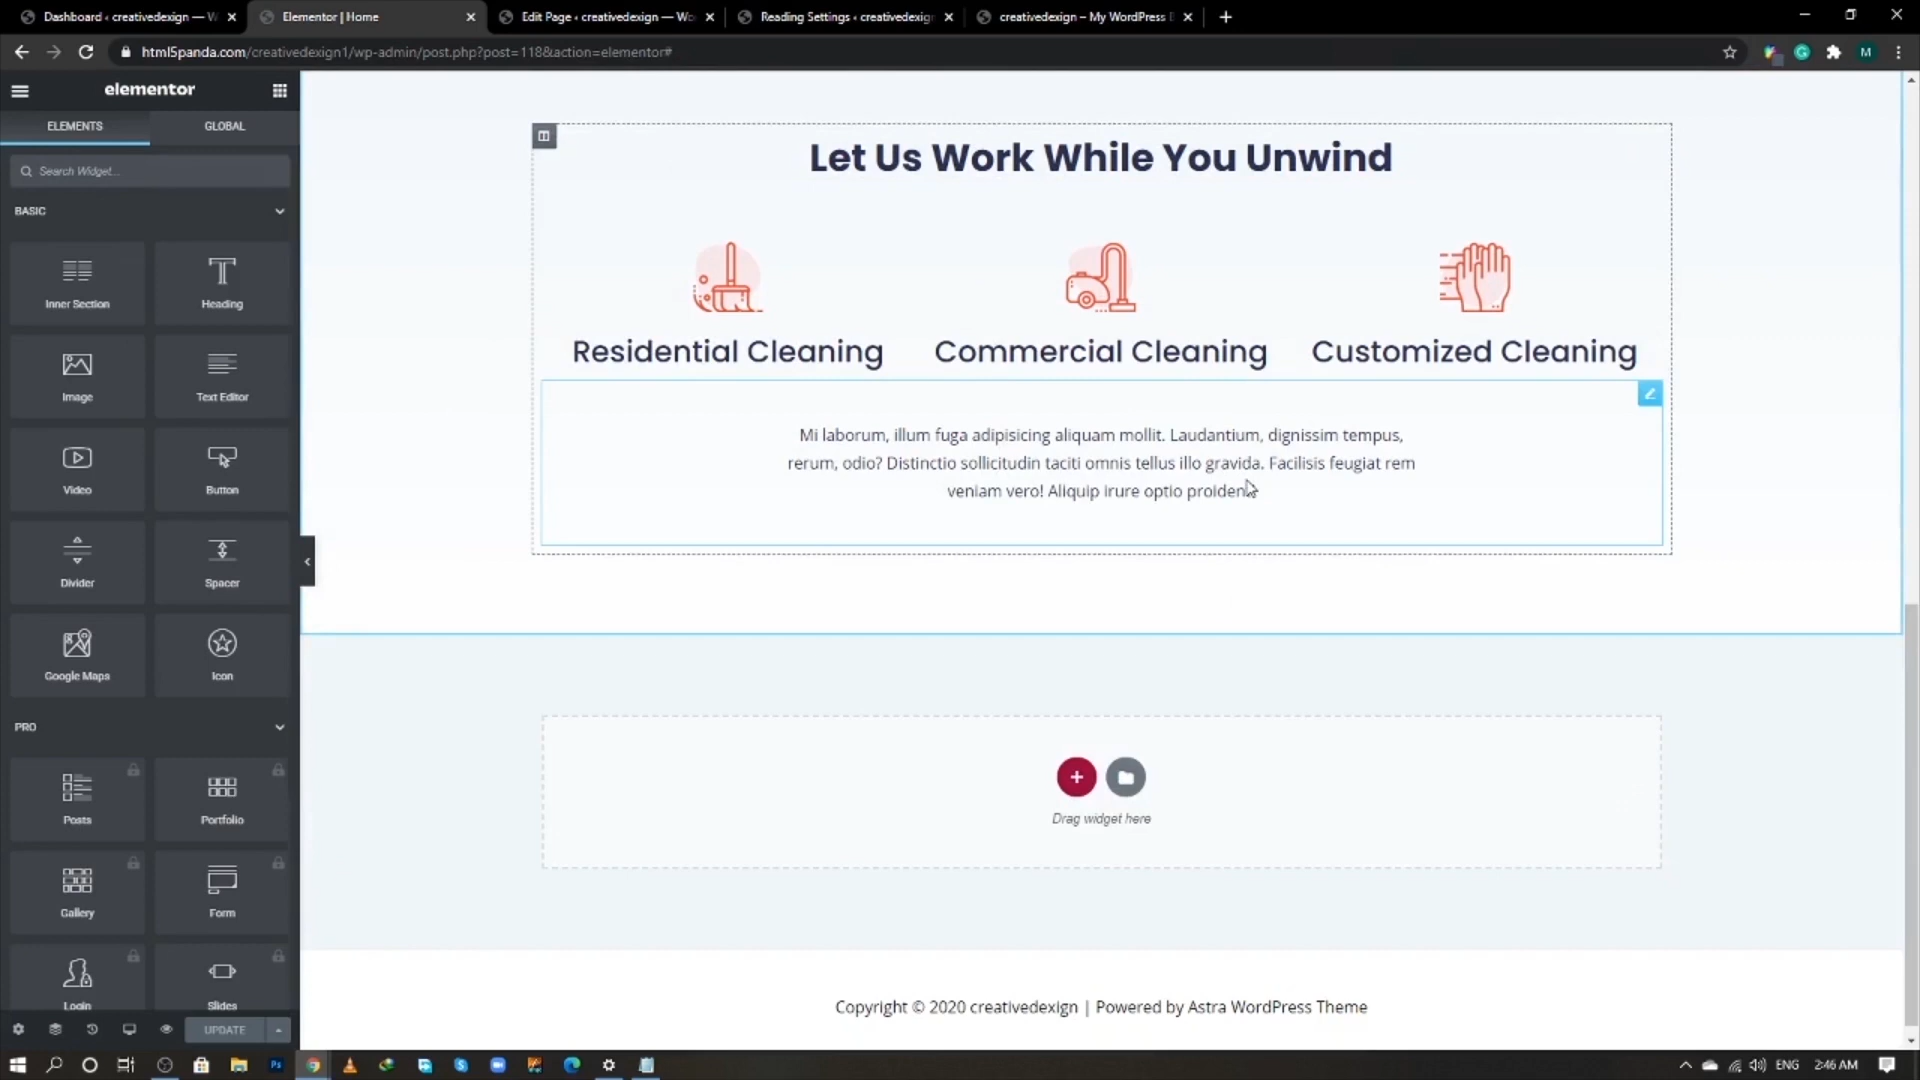 Dashboard ‹ creativedexign — W
Elementor | Home
Edit Page ‹ creativedexign — Wo
Reading Settings ‹ creativedexign
creativedexign – My WordPress B
html5panda.com/creativedexign1/wp-admin/post.php?post=118&action=elementor#
M
elementor
ELEMENTS
GLOBAL
Search Widget...
BASIC
Inner Section
Heading
Image
Text Editor
Video
Button
Divider
Spacer
Google Maps
Icon
PRO
Posts
Portfolio
Gallery
Form
Login
Slides
UPDATE
Let Us Work While You Unwind
Residential Cleaning
Commercial Cleaning
Customized Cleaning
Mi laborum, illum fuga adipisicing aliquam mollit. Laudantium, dignissim tempus,
rerum, odio? Distinctio sollicitudin taciti omnis tellus illo gravida. Facilisis feugiat rem
veniam vero! Aliquip irure optio proiden
Drag widget here
Copyright © 2020 creativedexign | Powered by Astra WordPress Theme
Ps
ENG
2:46 AM